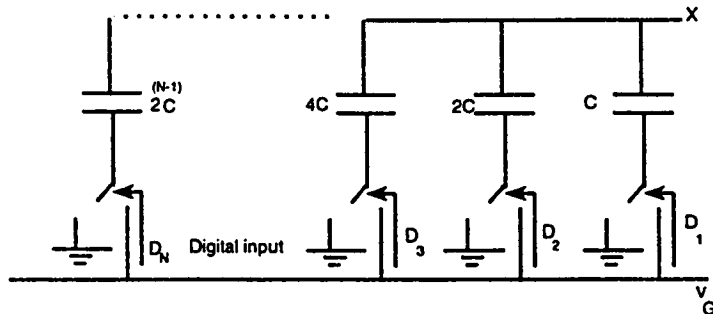 X
(N-1)
2C
4C
2C
C
D_N
Digital input
D_3
D_2
D_1
V_G